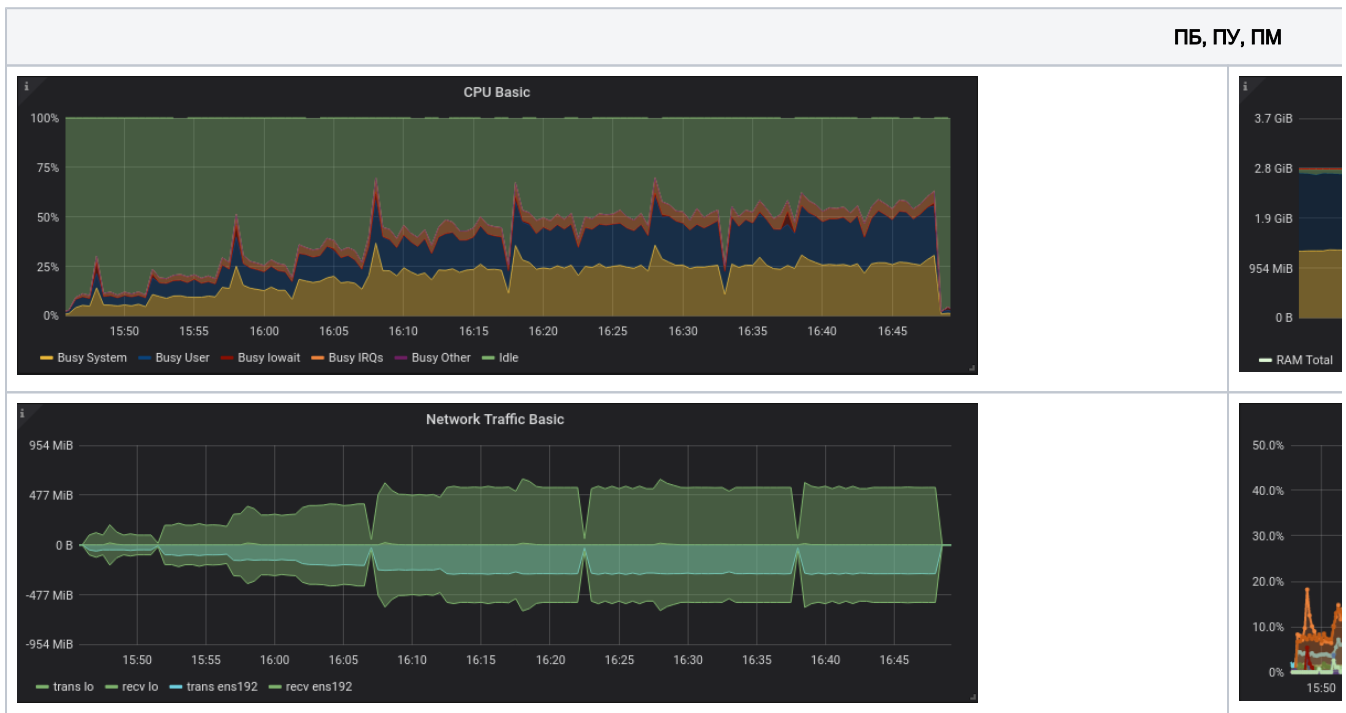 ПБ, ПУ, ПМ
CPU Basic
100%
75%
50%
25%
0%
15:50 15:55 16:00 16:05 16:10 16:15 16:20 16:25 16:30 16:35 16:40 16:45
Busy System Busy User Busy Iowait Busy IRQs Busy Other Idle
3.7 GiB
2.8 GiB
1.9 GiB
954 MiB
0 B
RAM Total
Network Traffic Basic
954 MiB
477 MiB
0 B
-477 MiB
-954 MiB
15:50 15:55 16:00 16:05 16:10 16:15 16:20 16:25 16:30 16:35 16:40 16:45
trans lo recv lo trans ens192 recv ens192
50.0%
40.0%
30.0%
20.0%
10.0%
0%
15:50